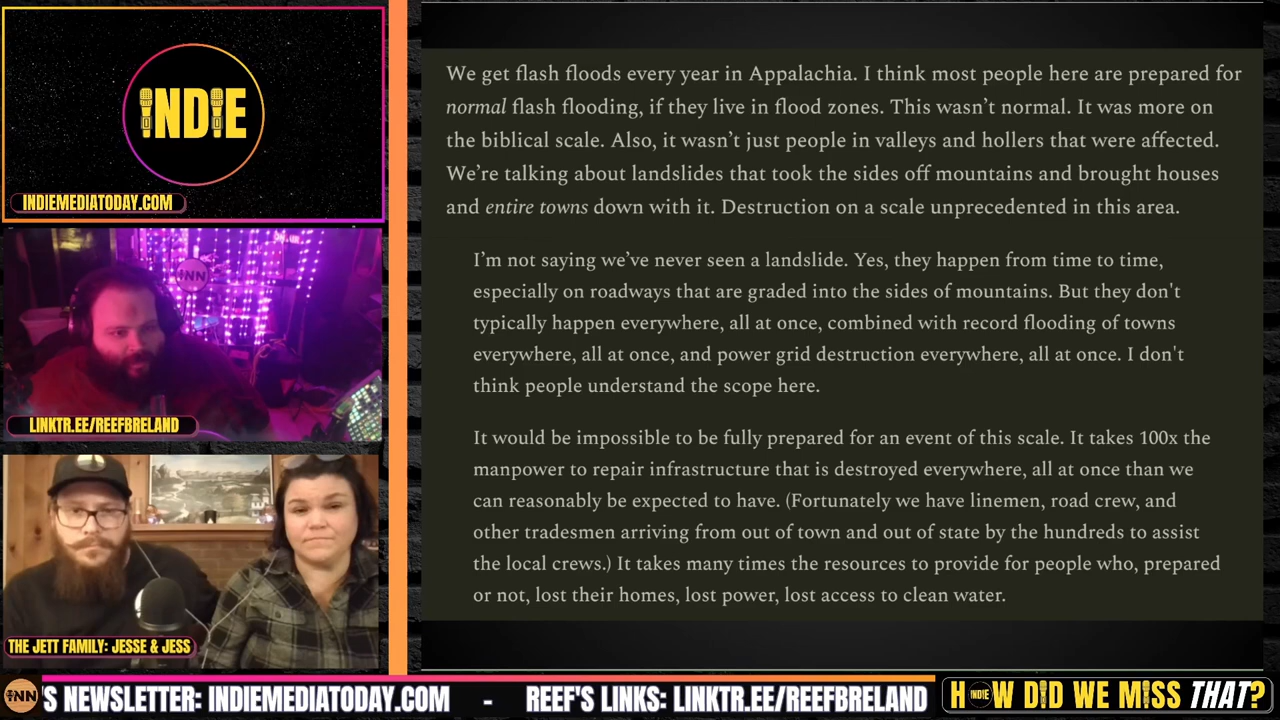 INDIE
INDIEMEDIATODAY.COM
INN
LINKTR.EE/REEFBRELAND
THE JETT FAMILY: JESSE & JESS
We get flash floods every year in Appalachia. I think most people here are prepared for
normal flash flooding, if they live in flood zones. This wasn’t normal. It was more on
the biblical scale. Also, it wasn’t just people in valleys and hollers that were affected.
We’re talking about landslides that took the sides off mountains and brought houses
and entire towns down with it. Destruction on a scale unprecedented in this area.
I’m not saying we’ve never seen a landslide. Yes, they happen from time to time,
especially on roadways that are graded into the sides of mountains. But they don't
typically happen everywhere, all at once, combined with record flooding of towns
everywhere, all at once, and power grid destruction everywhere, all at once. I don't
think people understand the scope here.
It would be impossible to be fully prepared for an event of this scale. It takes 100x the
manpower to repair infrastructure that is destroyed everywhere, all at once than we
can reasonably be expected to have. (Fortunately we have linemen, road crew, and
other tradesmen arriving from out of town and out of state by the hundreds to assist
the local crews.) It takes many times the resources to provide for people who, prepared
or not, lost their homes, lost power, lost access to clean water.
INN
'S NEWSLETTER: INDIEMEDIATODAY.COM - REEF'S LINKS: LINKTR.EE/REEFBRELAND
HOW DID WE MISS THAT?
INDIE